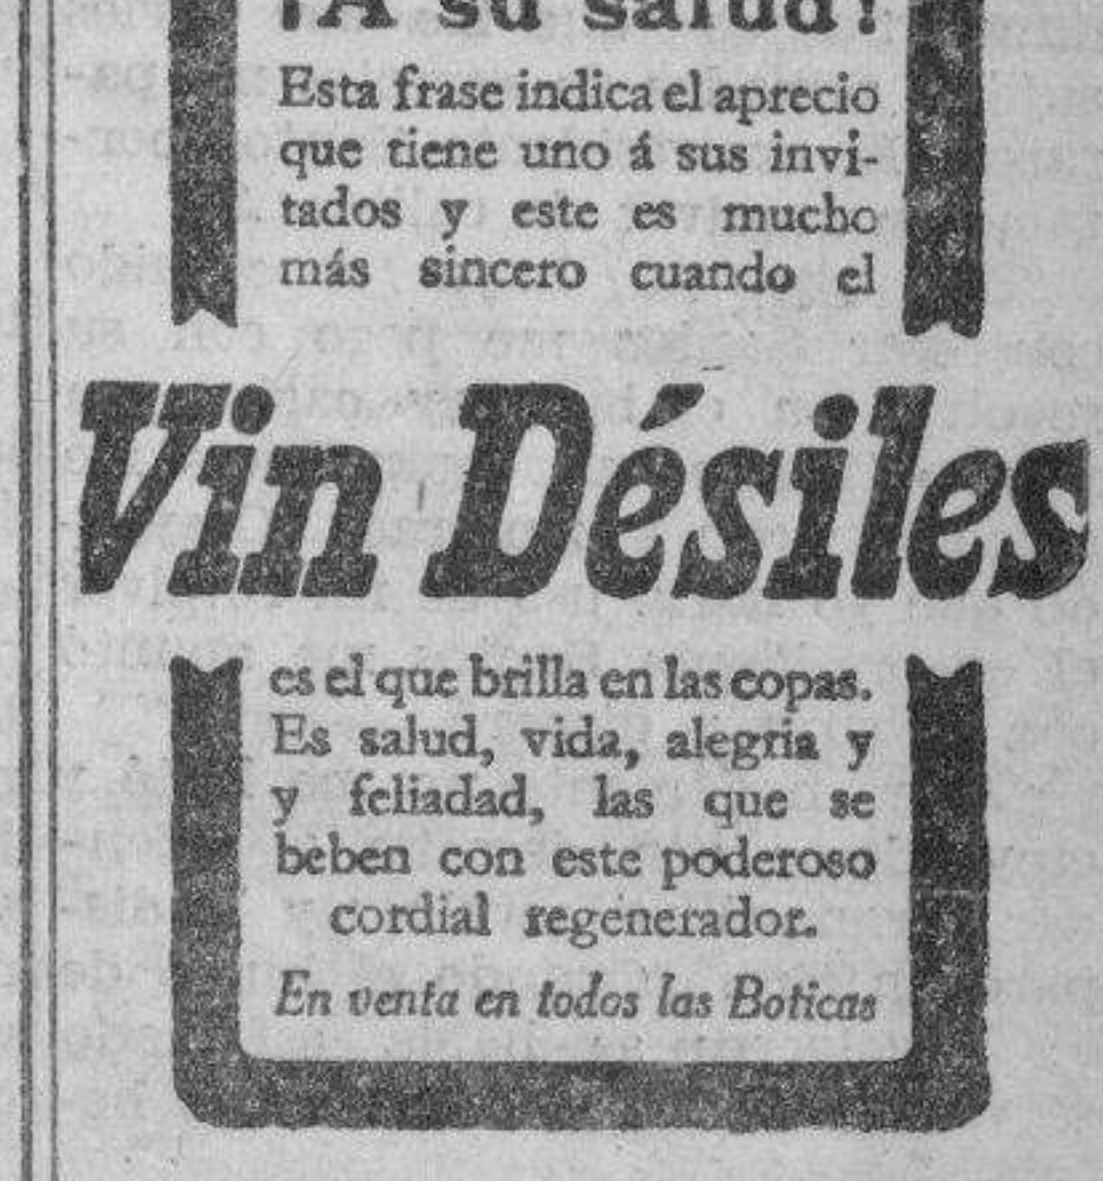 ¡A su salud!
Esta frase indica el aprecio
que tiene uno á sus invi-
tados y este es mucho
más sincero cuando el
Vin Désiles
es el que brilla en las copas.
Es salud, vida, alegria y
y feliadad, las que se
beben con este poderoso
cordial regenerador.
En venta en todos las Boticas